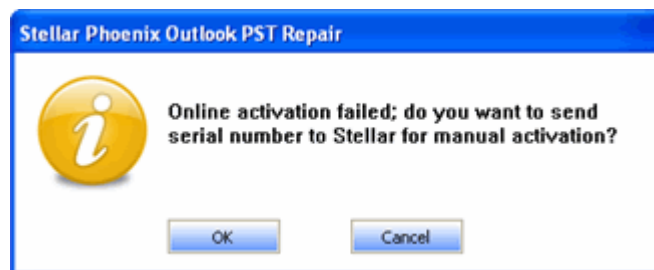 Stellar Phoenix Outlook PST Repair
Online activation failed; do you want to send
serial number to Stellar for manual activation?
OK
Cancel